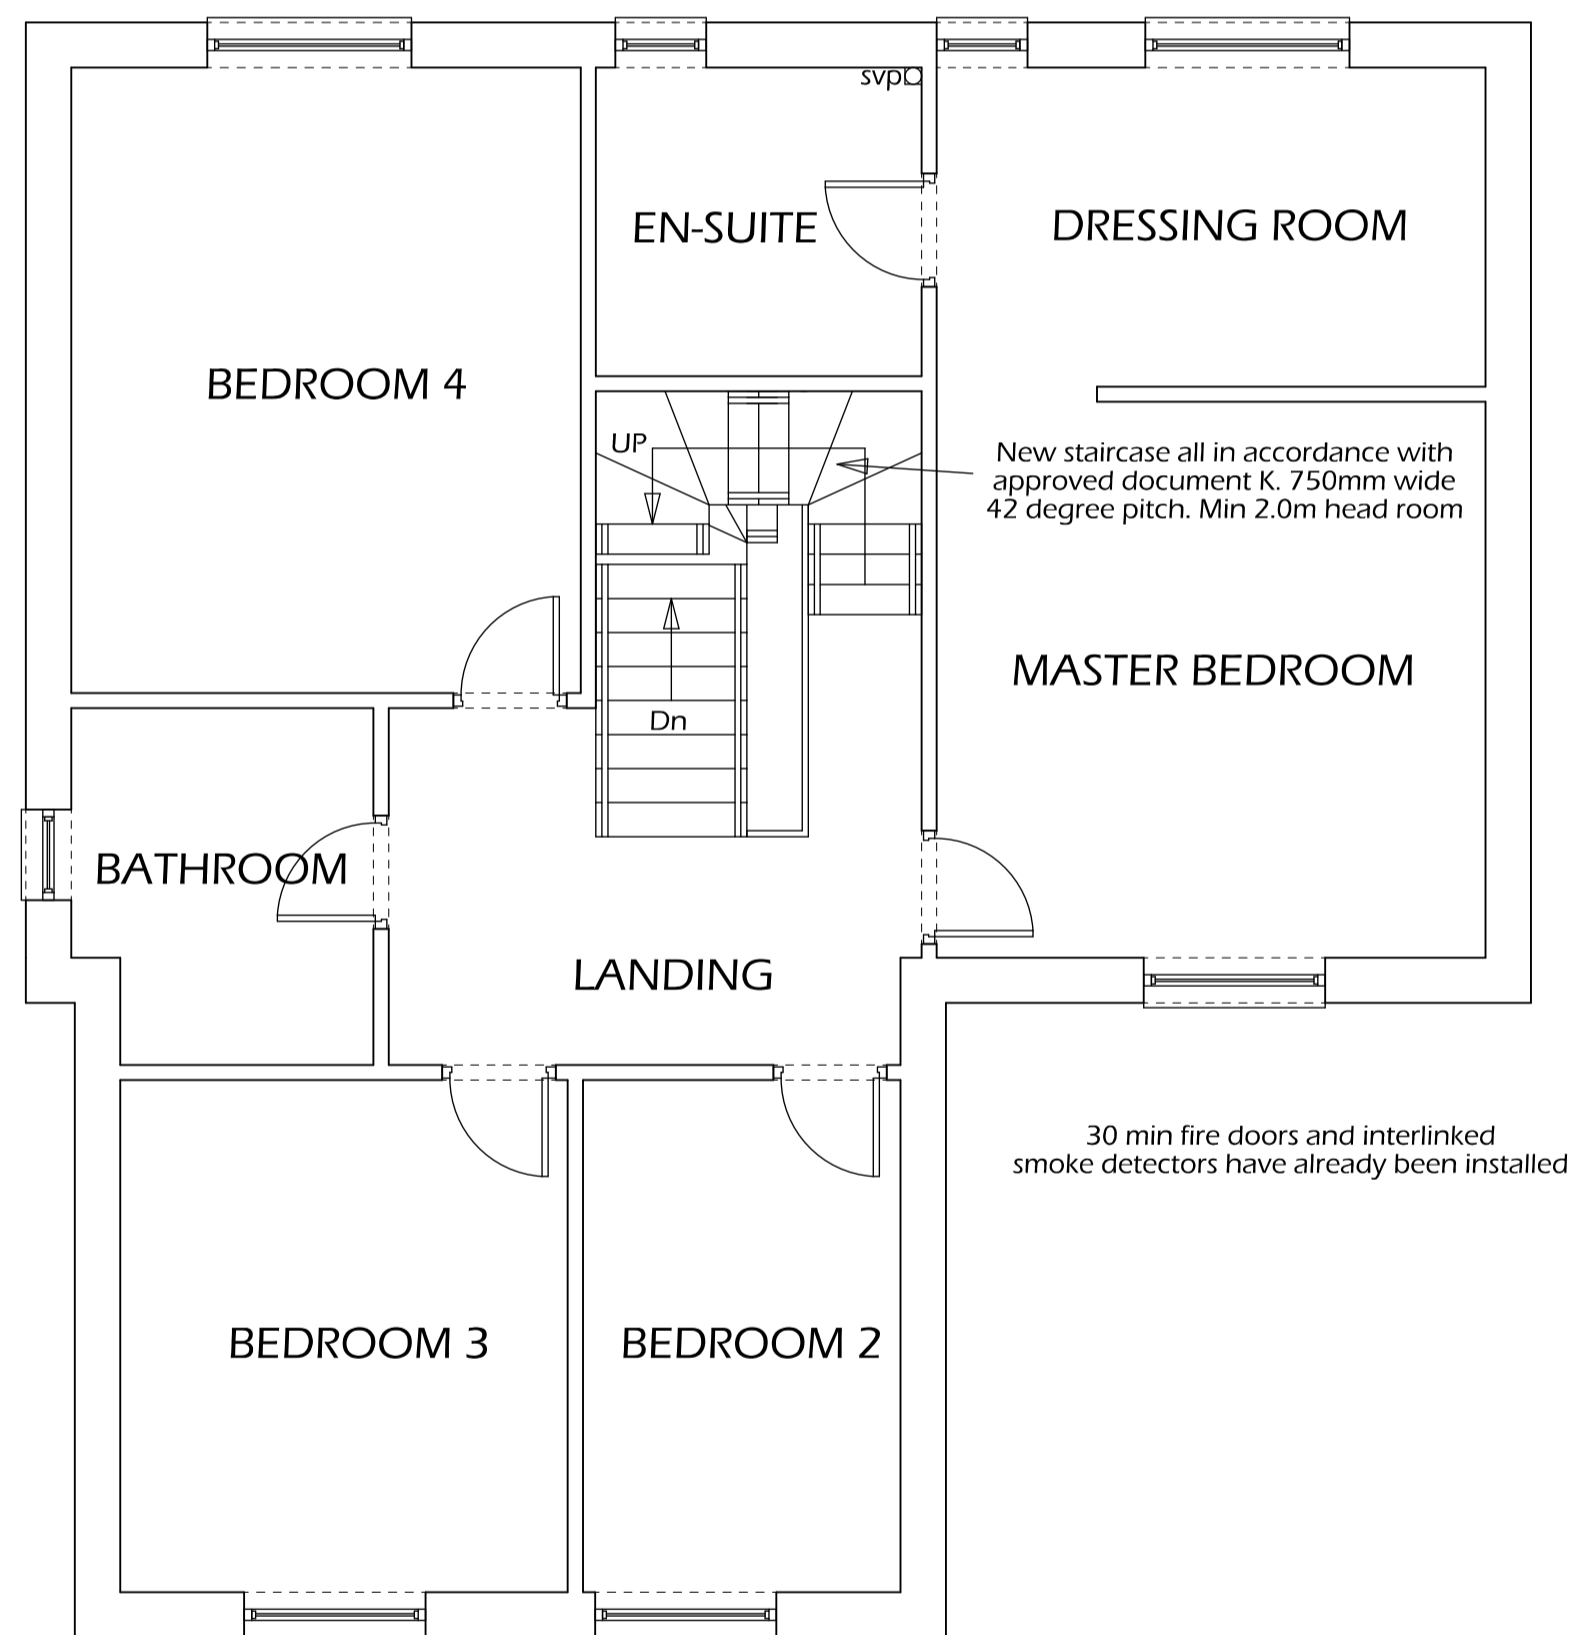 svp
EN-SUITE
DRESSING ROOM
BEDROOM 4
UP
New staircase all in accordance with
approved document K. 750mm wide
42 degree pitch. Min 2.0m head room
MASTER BEDROOM
Dn
BATHROOM
LANDING
30 min fire doors and interlinked
smoke detectors have already been installed
BEDROOM 3
BEDROOM 2